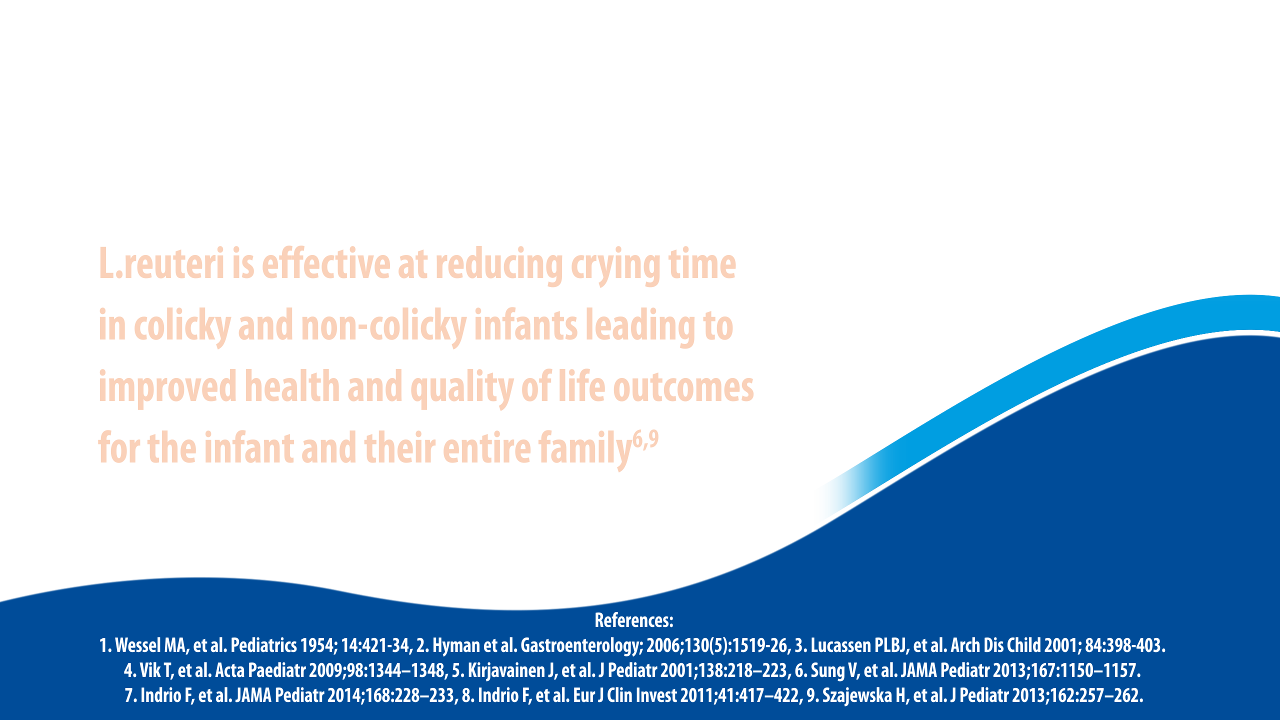 L.reuteri is effective at reducing crying time
in colicky and non-colicky infants leading to
improved health and quality of life outcomes
for the infant and their entire family6,9
References:
1. Wessel MA, et al. Pediatrics 1954; 14:421-34, 2. Hyman et al. Gastroenterology; 2006;130(5):1519-26, 3. Lucassen PLBJ, et al. Arch Dis Child 2001; 84:398-403.
4. Vik T, et al. Acta Paediatr 2009;98:1344–1348, 5. Kirjavainen J, et al. J Pediatr 2001;138:218–223, 6. Sung V, et al. JAMA Pediatr 2013;167:1150–1157.
7. Indrio F, et al. JAMA Pediatr 2014;168:228–233, 8. Indrio F, et al. Eur J Clin Invest 2011;41:417–422, 9. Szajewska H, et al. J Pediatr 2013;162:257–262.